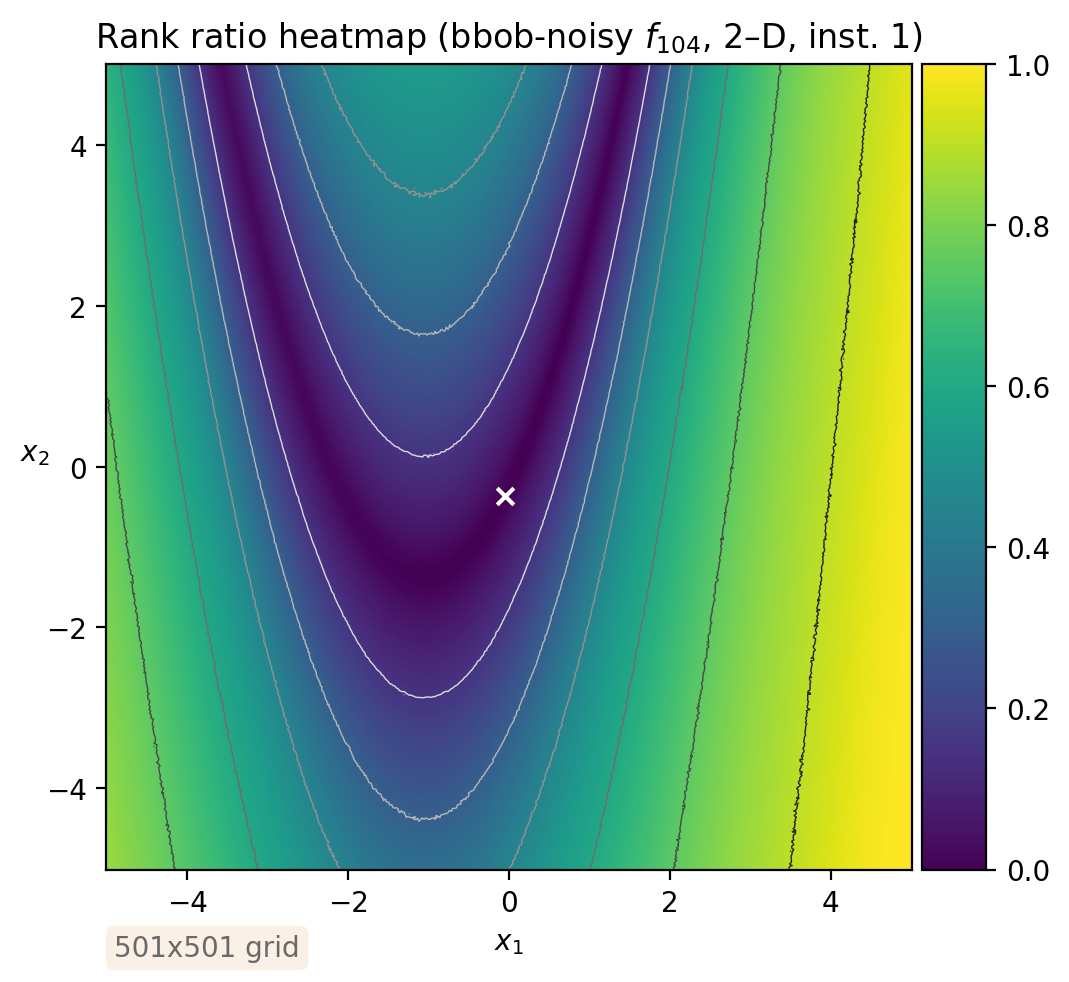 Rank ratio heatmap (bbob-noisy f₁₀₄, 2–D, inst. 1)
1.0
4
0.8
2
0.6
x₂
0
0.4
−2
0.2
−4
0.0
−4 −2 0 2 4
x₁
501x501 grid